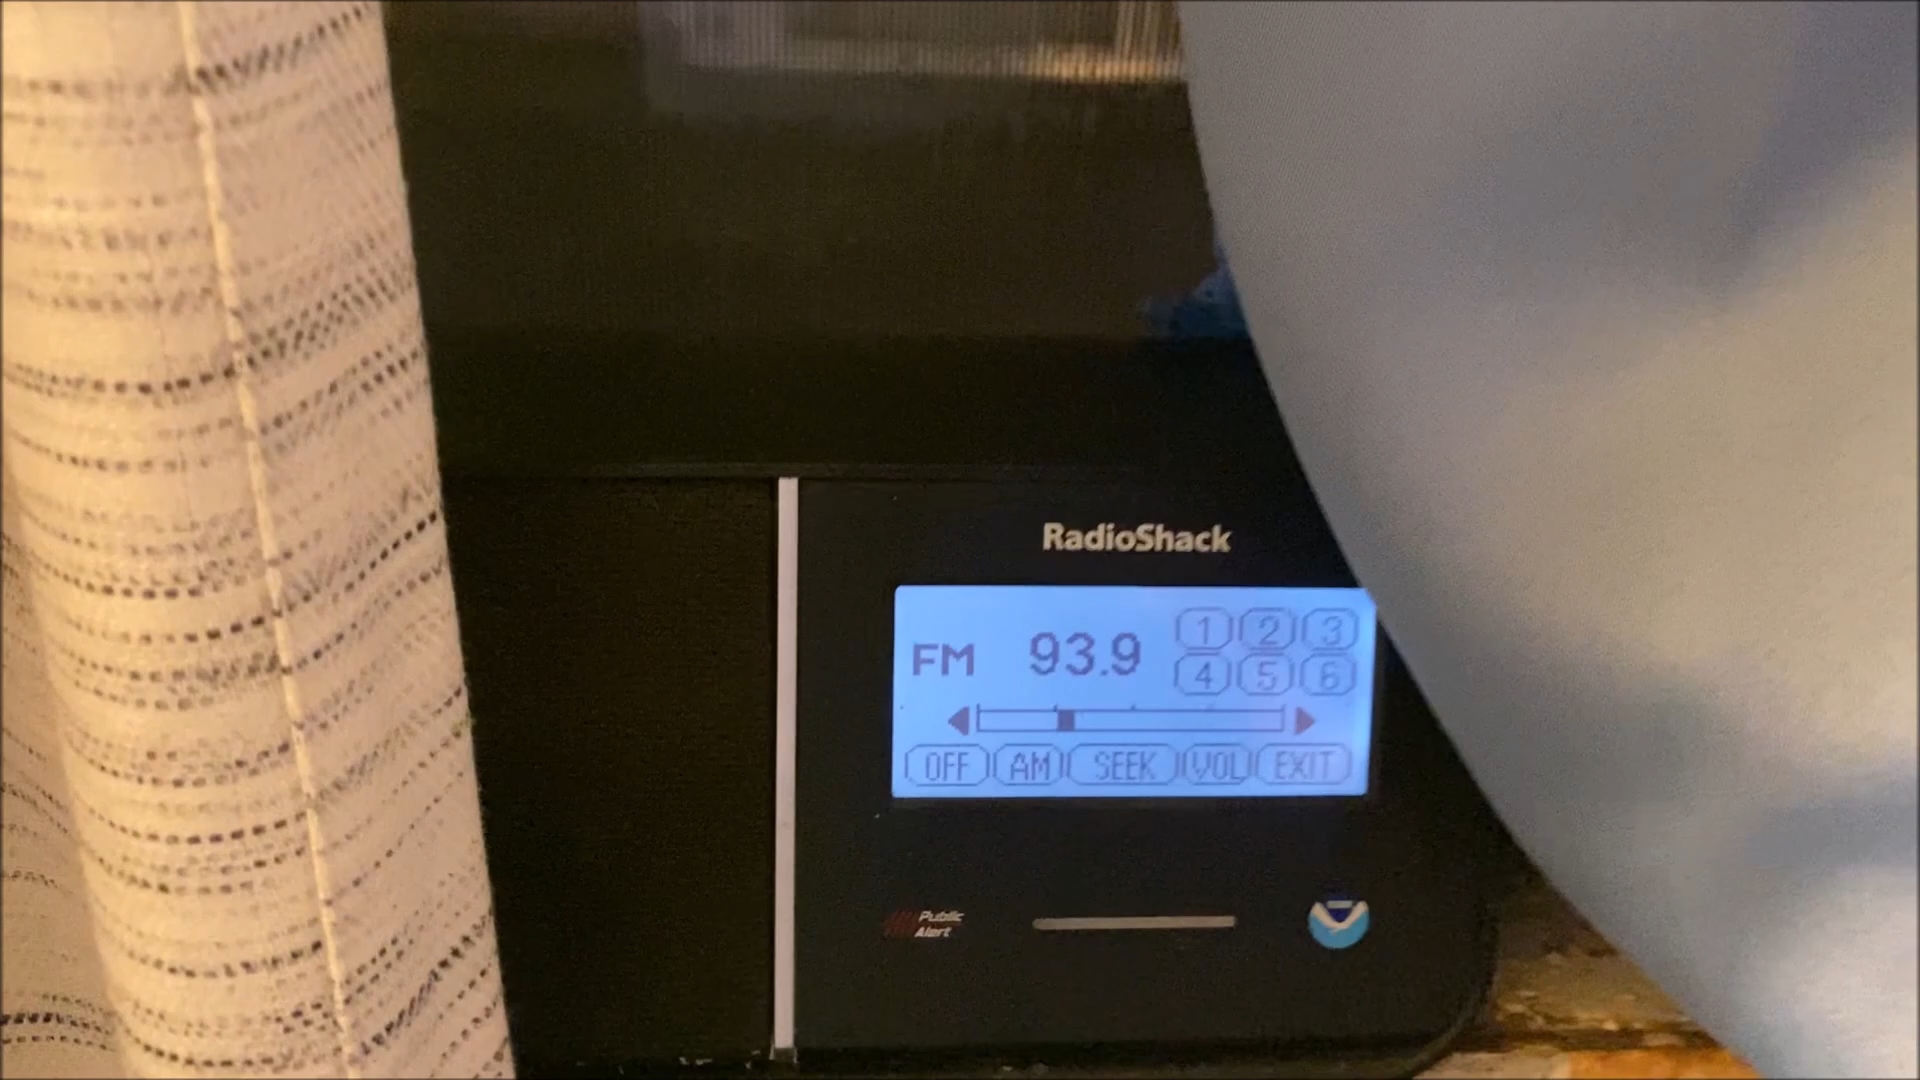 RadioShack
FM 93.9 1 2 3
4 5 6
OFF AM SEEK VOL EXIT
Public
Alert